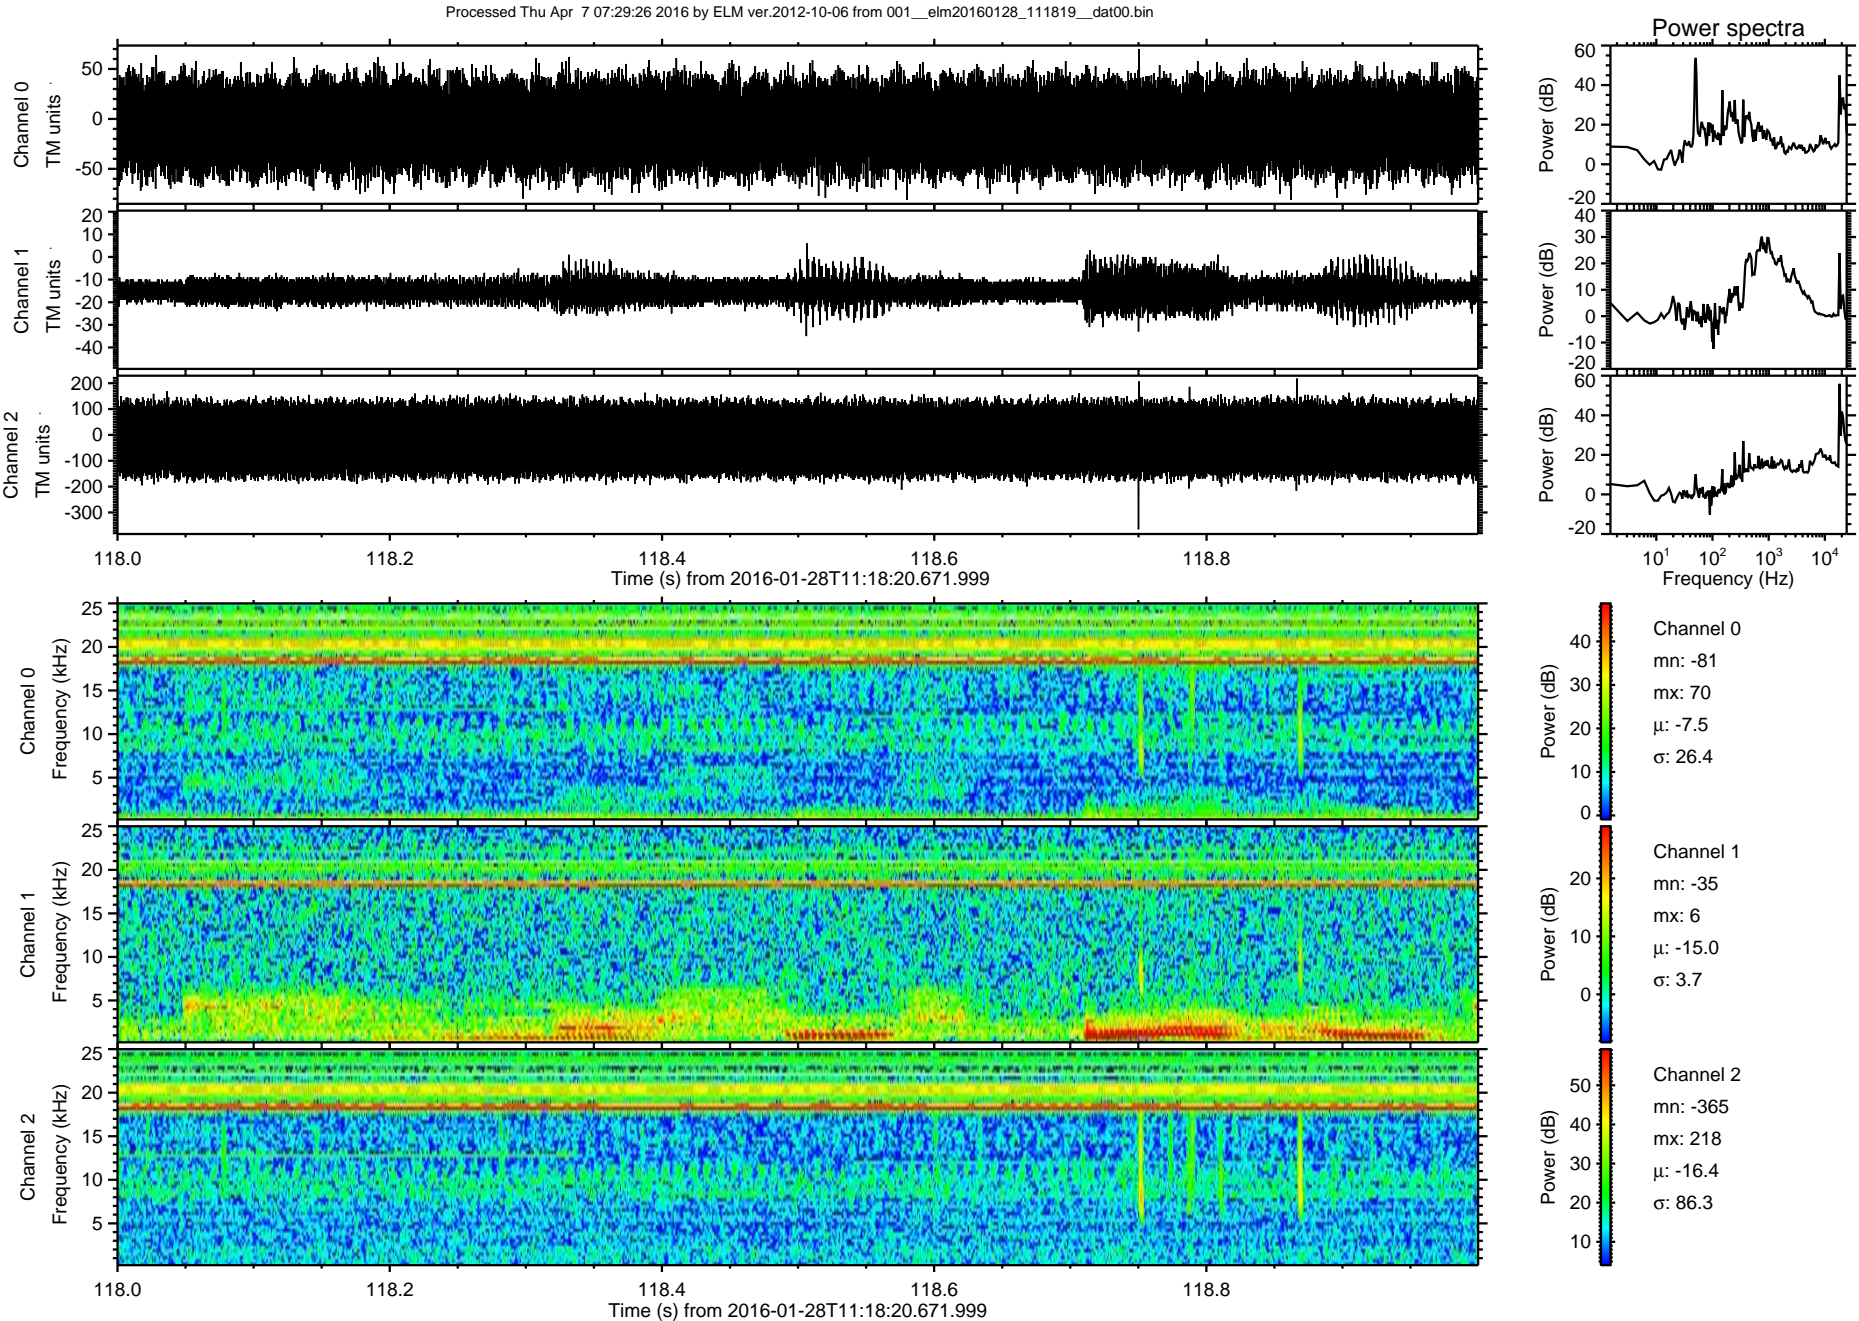 Processed Thu Apr 7 07:29:26 2016 by ELM ver.2012-10-06 from 001__elm20160128_111819__dat00.bin
Power spectra
Channel 0
TM units
50
0
-50
Power (dB)
60
40
20
0
-20
Channel 1
TM units
20
10
0
-10
-20
-30
-40
Power (dB)
40
30
20
10
0
-10
-20
Channel 2
TM units
200
100
0
-100
-200
-300
Power (dB)
60
40
20
0
-20
118.0 118.2 118.4 118.6 118.8
Time (s) from 2016-01-28T11:18:20.671.999
10^1 10^2 10^3 10^4
Frequency (Hz)
Channel 0
Frequency (kHz)
25
20
15
10
5
Power (dB)
40
30
20
10
0
Channel 0
mn: -81
mx: 70
μ: -7.5
σ: 26.4
Channel 1
Frequency (kHz)
25
20
15
10
5
Power (dB)
20
10
0
Channel 1
mn: -35
mx: 6
μ: -15.0
σ: 3.7
Channel 2
Frequency (kHz)
25
20
15
10
5
Power (dB)
50
40
30
20
10
Channel 2
mn: -365
mx: 218
μ: -16.4
σ: 86.3
118.0 118.2 118.4 118.6 118.8
Time (s) from 2016-01-28T11:18:20.671.999